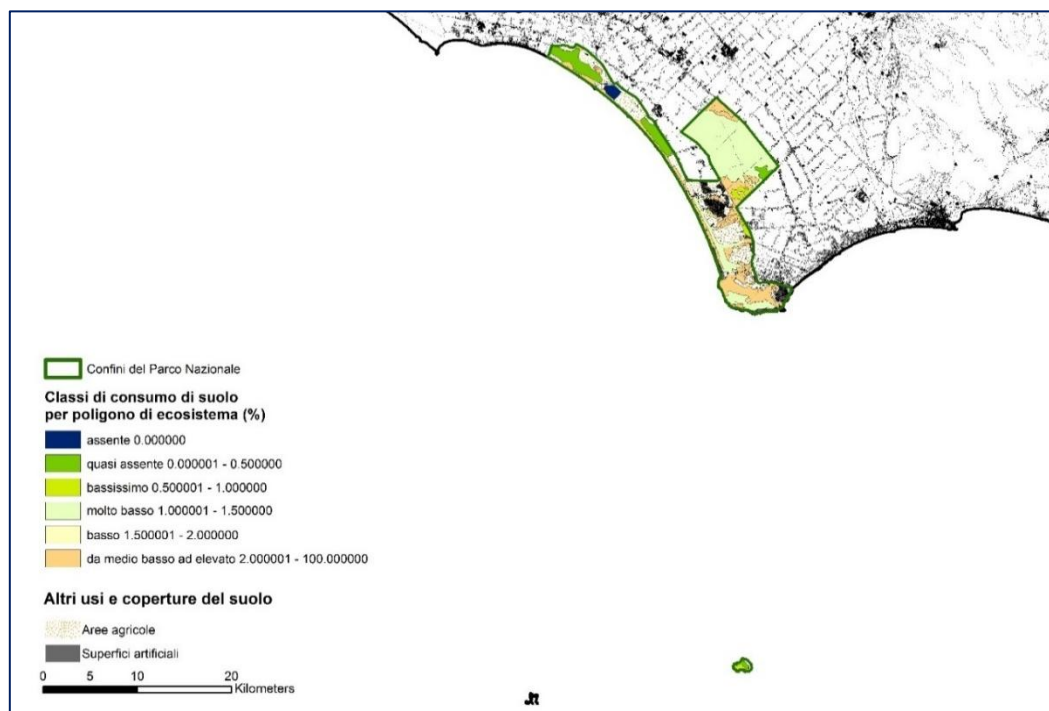 Confini del Parco Nazionale
Classi di consumo di suolo
per poligono di ecosistema (%)
assente 0.000000
quasi assente 0.000001 - 0.500000
bassissimo 0.500001 - 1.000000
molto basso 1.000001 - 1.500000
basso 1.500001 - 2.000000
da medio basso ad elevato 2.000001 - 100.000000
Altri usi e coperture del suolo
Aree agricole
Superfici artificiali
0 5 10 20
Kilometers